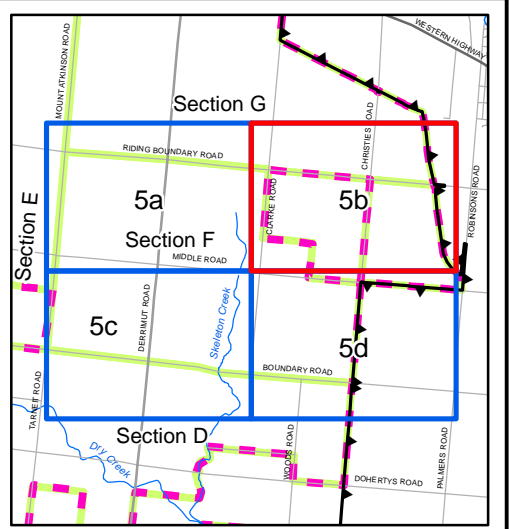 WESTERN HIGHWAY
MOUNT ATKINSON ROAD
Section G
CHRISTIES ROAD
RIDING BOUNDARY ROAD
ROBINSONS ROAD
5a
5b
CLARKE ROAD
Section E
Section F
MIDDLE ROAD
DERRIMUT ROAD
Skeleton Creek
5c
5d
BOUNDARY ROAD
TARNEIT ROAD
Section D
WOODS ROAD
PALMERS ROAD
Dry Creek
DOHERTYS ROAD